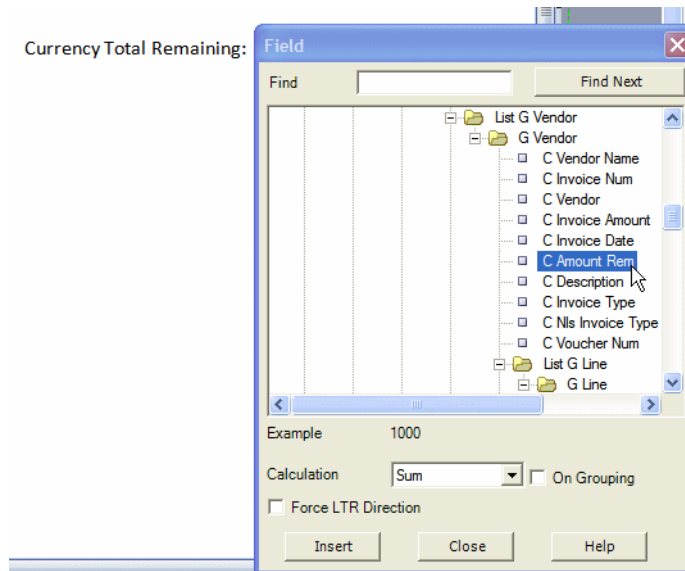 Currency Total Remaining:
Field
Find
Find Next
List G Vendor
G Vendor
C Vendor Name
C Invoice Num
C Vendor
C Invoice Amount
C Invoice Date
C Amount Rem
C Description
C Invoice Type
C Nls Invoice Type
C Voucher Num
List G Line
G Line
Example 1000
Calculation Sum On Grouping
Force LTR Direction
Insert Close Help